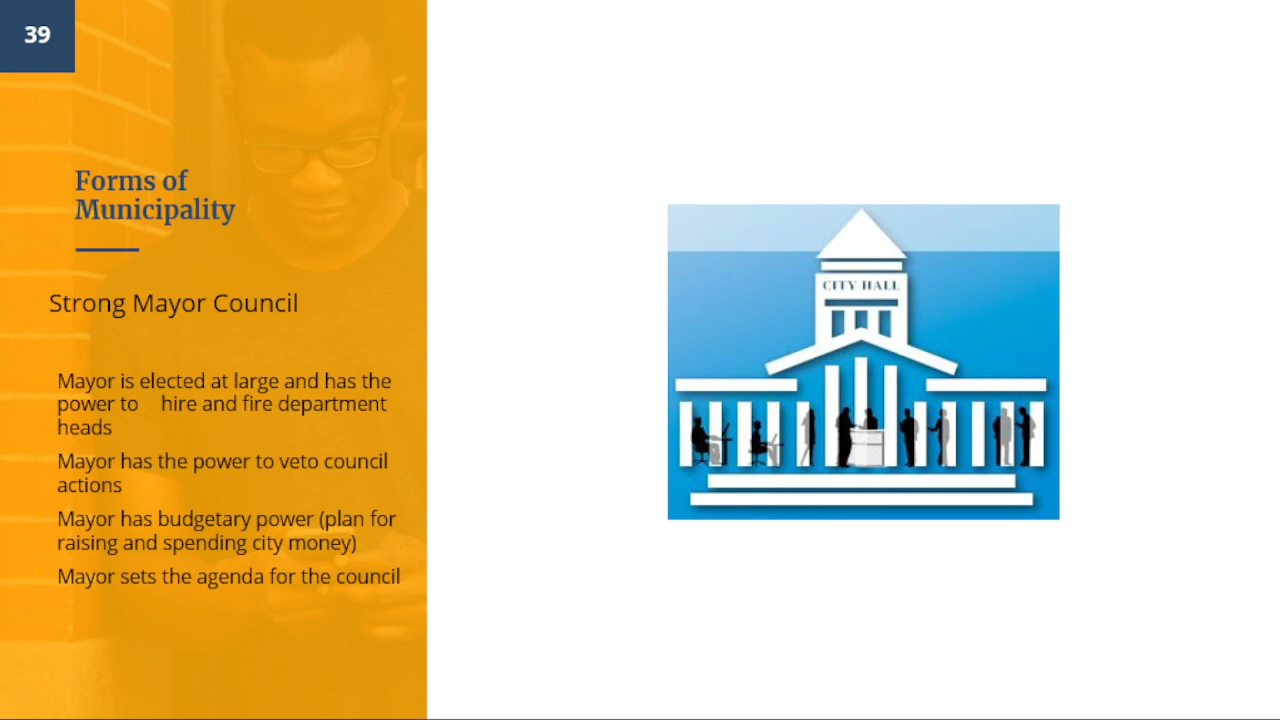 39
Forms of
Municipality
Strong Mayor Council
Mayor is elected at large and has the
power to    hire and fire department
heads
Mayor has the power to veto council
actions
Mayor has budgetary power (plan for
raising and spending city money)
Mayor sets the agenda for the council
CITY HALL